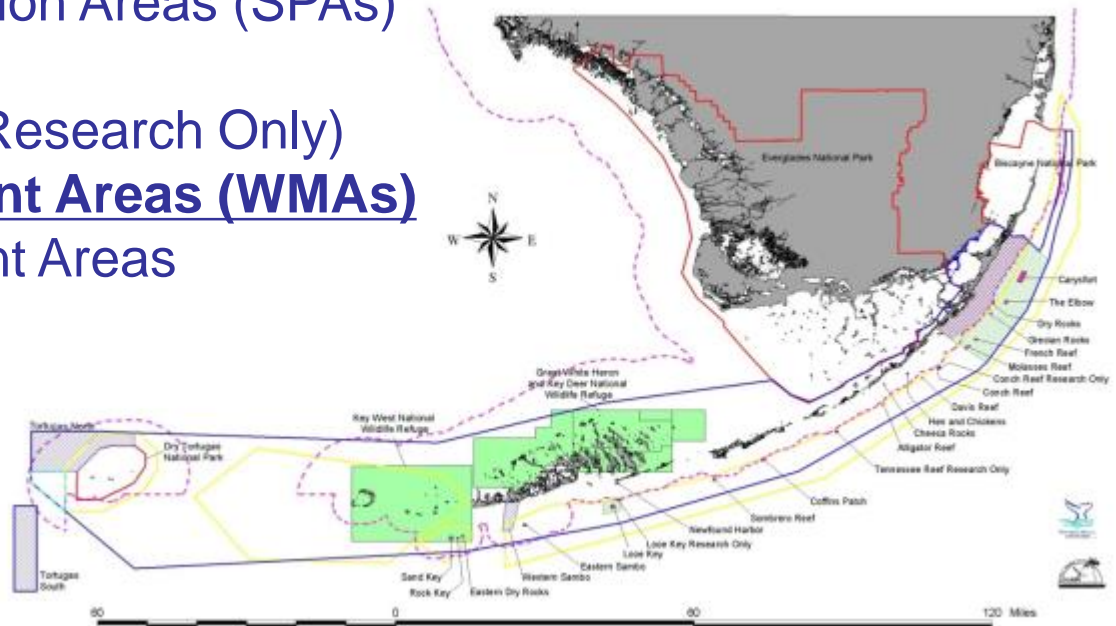 ion Areas (SPAs)
Research Only)
nt Areas (WMAs)
nt Areas
N
W
E
S
Everglades National Park
Biscayne National Park
Carysfort
The Elbow
Dry Rocks
Grecian Rocks
French Reef
Molasses Reef
Conch Reef Research Only
Conch Reef
Davis Reef
Hen and Chickens
Cheeca Rocks
Alligator Reef
Tennessee Reef Research Only
Coffins Patch
Sombrero Reef
Newfound Harbor
Looe Key Research Only
Looe Key
Eastern Sambo
Western Sambo
Eastern Dry Rocks
Rock Key
Sand Key
Great White Heron
and Key Deer National
Wildlife Refuge
Key West National
Wildlife Refuge
Tortugas North
Dry Tortugas
National Park
Tortugas
South
60
0
60
120 Miles